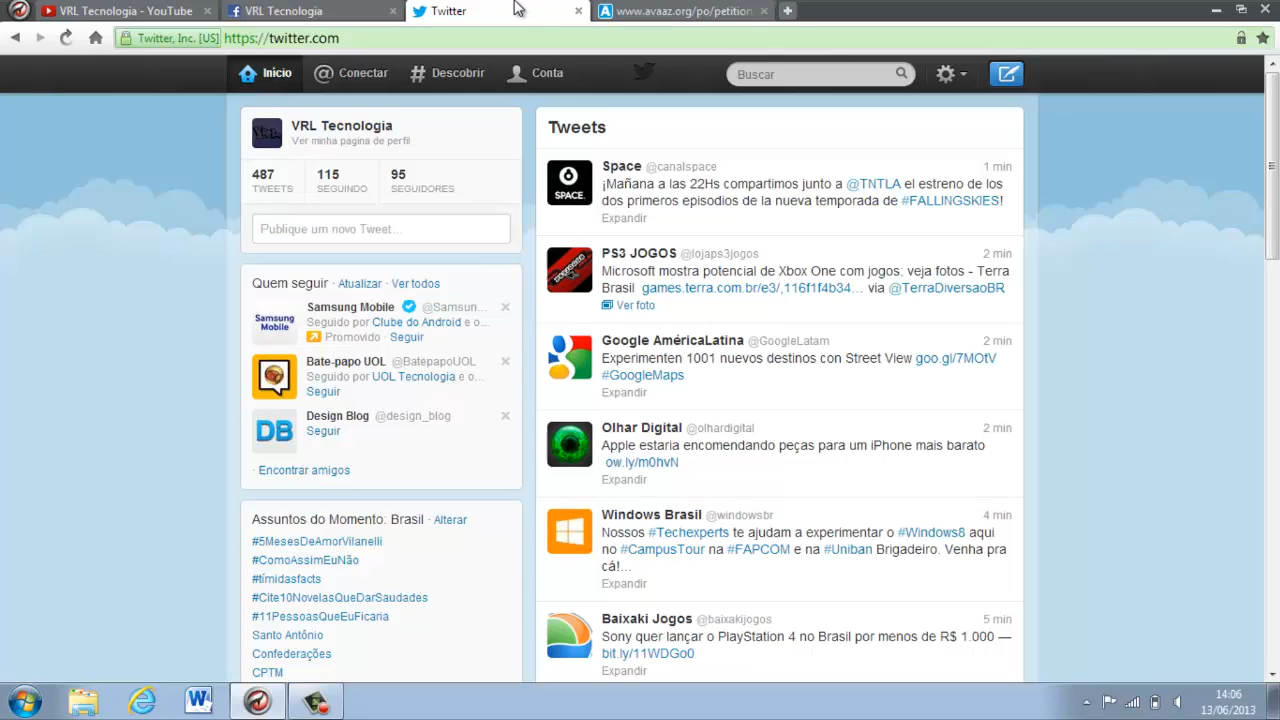 VRL Tecnologia - YouTube
VRL Tecnologia
Twitter
www.avaaz.org/po/petition
Twitter, Inc. [US] https://twitter.com
Início
Conectar
Descobrir
Conta
Buscar
VRL Tecnologia
Ver minha pagina de perfil
487 115 95
TWEETS SEGUINDO SEGUIDORES
Publique um novo Tweet...
Quem seguir · Atualizar · Ver todos
Samsung Mobile @Samsun...
Seguido por Clube do Android e o...
Promovido · Seguir
Bate-papo UOL @BatepapoUOL
Seguido por UOL Tecnologia e o...
Seguir
Design Blog @design_blog
Seguir
· Encontrar amigos
Assuntos do Momento: Brasil · Alterar
#5MesesDeAmorVilanelli
#ComoAssimEuNão
#tímidasfacts
#Cite10NovelasQueDarSaudades
#11PessoasQueEuFicaria
Santo Antônio
Confederações
CPTM
Tweets
Space @canalspace 1 min
¡Mañana a las 22Hs compartimos junto a @TNTLA el estreno de los
dos primeros episodios de la nueva temporada de #FALLINGSKIES!
Expandir
PS3 JOGOS @lojaps3jogos 2 min
Microsoft mostra potencial de Xbox One com jogos; veja fotos - Terra
Brasil games.terra.com.br/e3/,116f1f4b34... via @TerraDiversaoBR
Ver foto
Google AméricaLatina @GoogleLatam 2 min
Experimenten 1001 nuevos destinos con Street View goo.gl/7MOtV
#GoogleMaps
Expandir
Olhar Digital @olhardigital 2 min
Apple estaria encomendando peças para um iPhone mais barato
ow.ly/m0hvN
Expandir
Windows Brasil @windowsbr 4 min
Nossos #Techexperts te ajudam a experimentar o #Windows8 aqui
no #CampusTour na #FAPCOM e na #Uniban Brigadeiro. Venha pra
cá!...
Expandir
Baixaki Jogos @baixakijogos 5 min
Sony quer lançar o PlayStation 4 no Brasil por menos de R$ 1.000 —
bit.ly/11WDGo0
Expandir
SPACE.
Samsung
Mobile
DB
14:06
13/06/2013